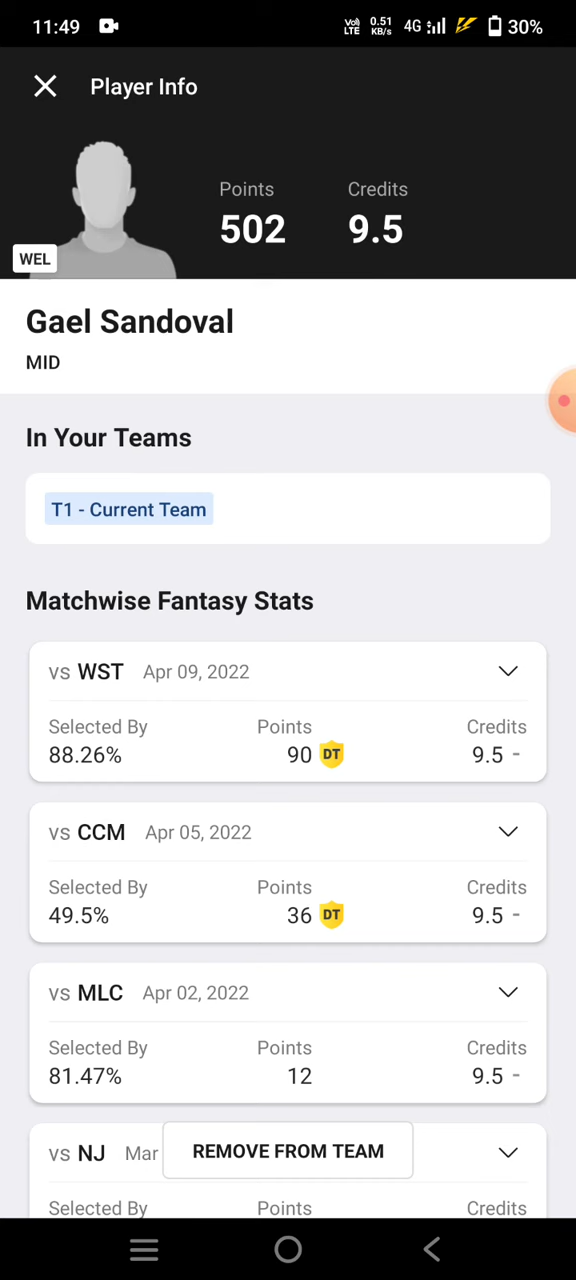 11:49 Vo) LTE 0.51 KB/s 4G 30%
Player Info
Points Credits
502 9.5
WEL
Gael Sandoval
MID
In Your Teams
T1 - Current Team
Matchwise Fantasy Stats
vs WST Apr 09, 2022
Selected By Points Credits
88.26% 90 DT 9.5 -
vs CCM Apr 05, 2022
Selected By Points Credits
49.5% 36 DT 9.5 -
vs MLC Apr 02, 2022
Selected By Points Credits
81.47% 12 9.5 -
vs NJ Mar REMOVE FROM TEAM
Selected By Points Credits